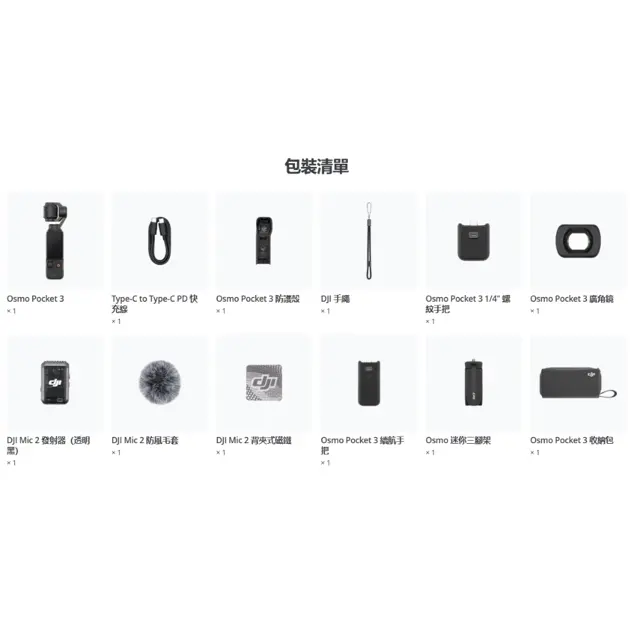 包裝清單
Osmo Pocket 3
× 1
Type-C to Type-C PD 快
充線
× 1
Osmo Pocket 3 防護殼
× 1
DJI 手繩
× 1
Osmo Pocket 3 1/4" 螺
紋手把
× 1
Osmo Pocket 3 廣角鏡
× 1
dji
DJI Mic 2 發射器（透明
黑）
× 1
DJI Mic 2 防風毛套
× 1
dji
DJI Mic 2 背夾式磁鐵
× 1
Osmo Pocket 3 續航手
把
× 1
Osmo 迷你三腳架
× 1
dji
Osmo Pocket 3 收納包
× 1